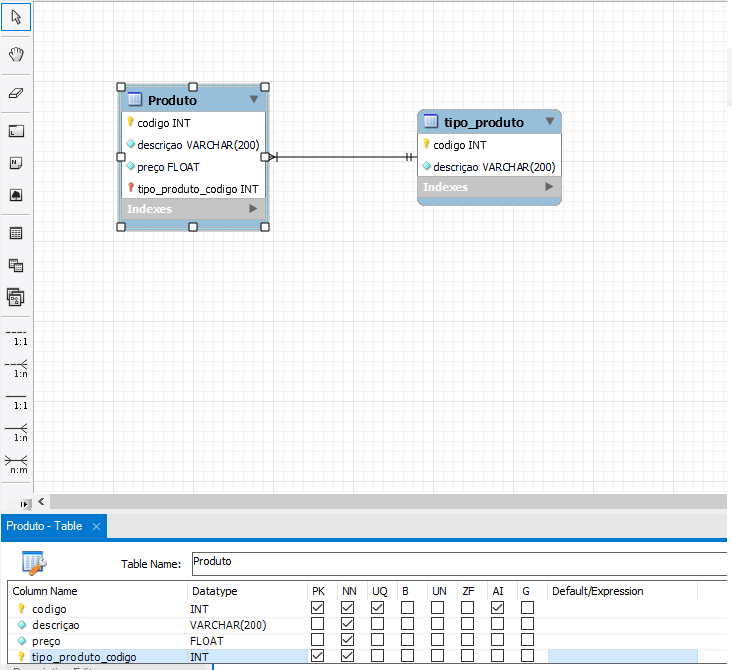 Produto
codigo INT
descriçao VARCHAR(200)
preço FLOAT
tipo_produto_codigo INT
Indexes
tipo_produto
codigo INT
descriçao VARCHAR(200)
Indexes
1:1
1:n
1:1
1:n
n:m
Produto - Table
Table Name: Produto
Column Name Datatype PK NN UQ B UN ZF AI G Default/Expression
codigo INT
descriçao VARCHAR(200)
preço FLOAT
tipo_produto_codigo INT